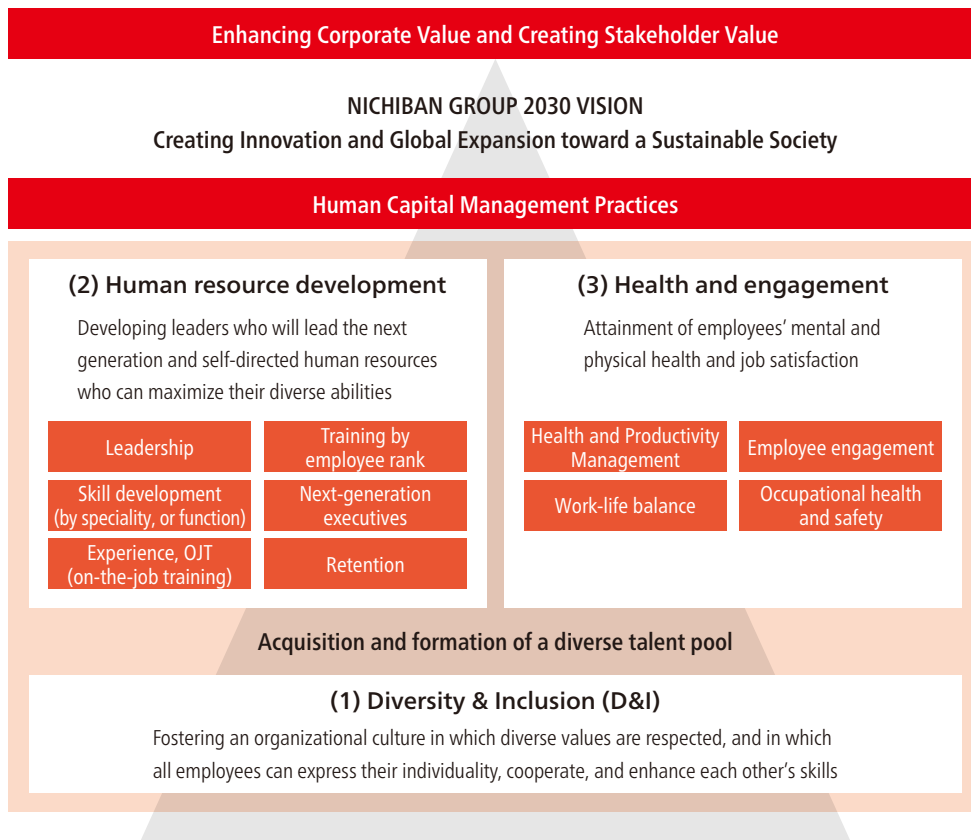 Enhancing Corporate Value and Creating Stakeholder Value
NICHIBAN GROUP 2030 VISION
Creating Innovation and Global Expansion toward a Sustainable Society
Human Capital Management Practices
(2) Human resource development
Developing leaders who will lead the next
generation and self-directed human resources
who can maximize their diverse abilities
Leadership
Training by
employee rank
Skill development
(by speciality, or function)
Next-generation
executives
Experience, OJT
(on-the-job training)
Retention
(3) Health and engagement
Attainment of employees’ mental and
physical health and job satisfaction
Health and Productivity
Management
Employee engagement
Work-life balance
Occupational health
and safety
Acquisition and formation of a diverse talent pool
(1) Diversity & Inclusion (D&I)
Fostering an organizational culture in which diverse values are respected, and in which
all employees can express their individuality, cooperate, and enhance each other’s skills